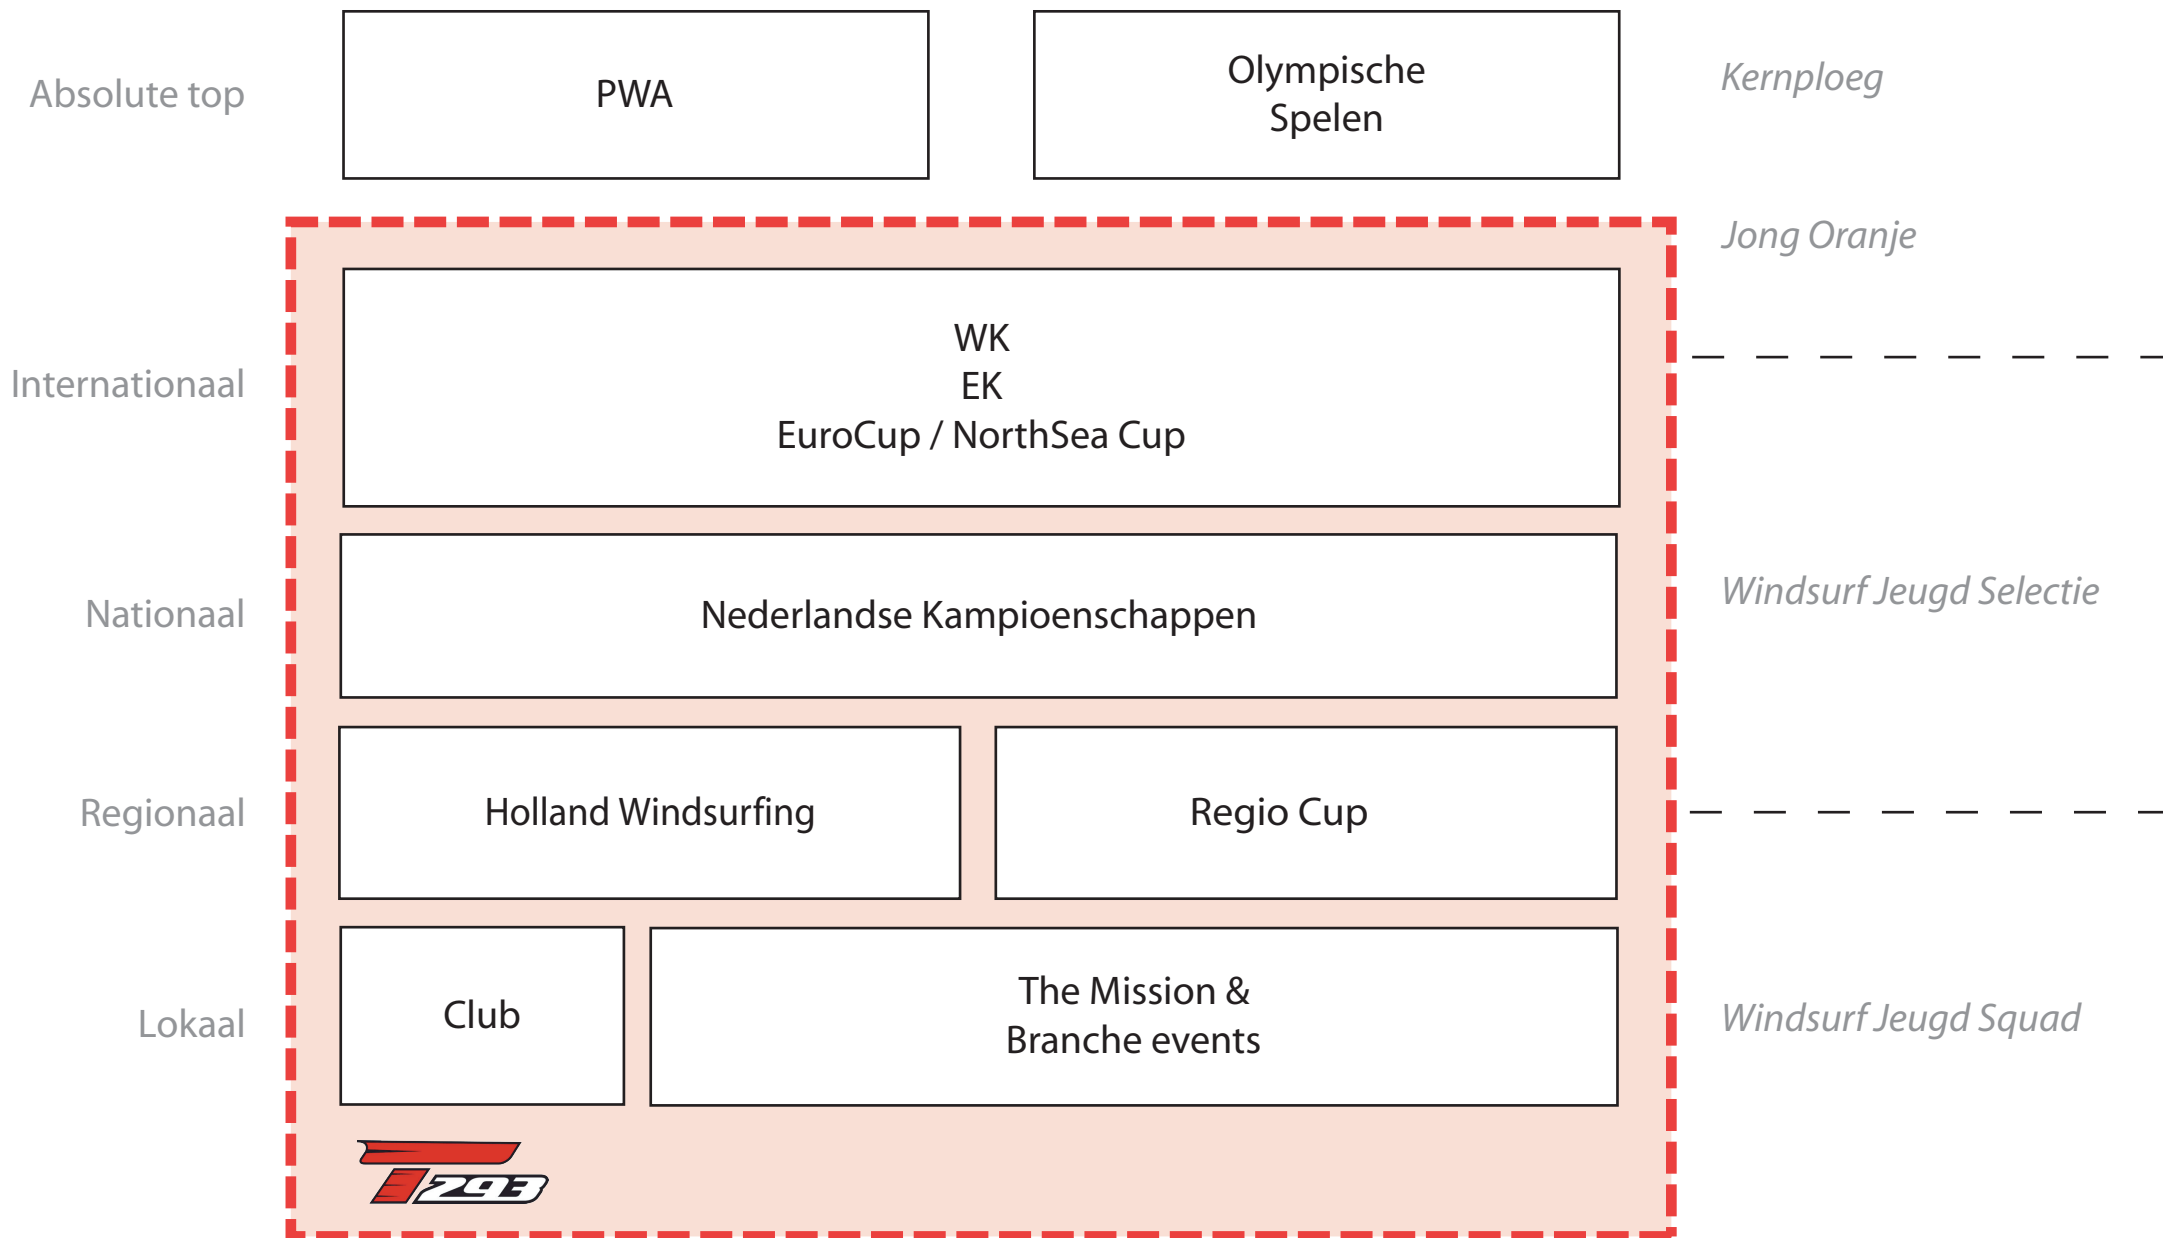 Absolute top
PWA
Olympische
Spelen
Kernploeg
Jong Oranje
Internationaal
WK
EK
EuroCup / NorthSea Cup
Nationaal
Nederlandse Kampioenschappen
Windsurf Jeugd Selectie
Regionaal
Holland Windsurfing
Regio Cup
Lokaal
Club
The Mission &
Branche events
Windsurf Jeugd Squad
T293